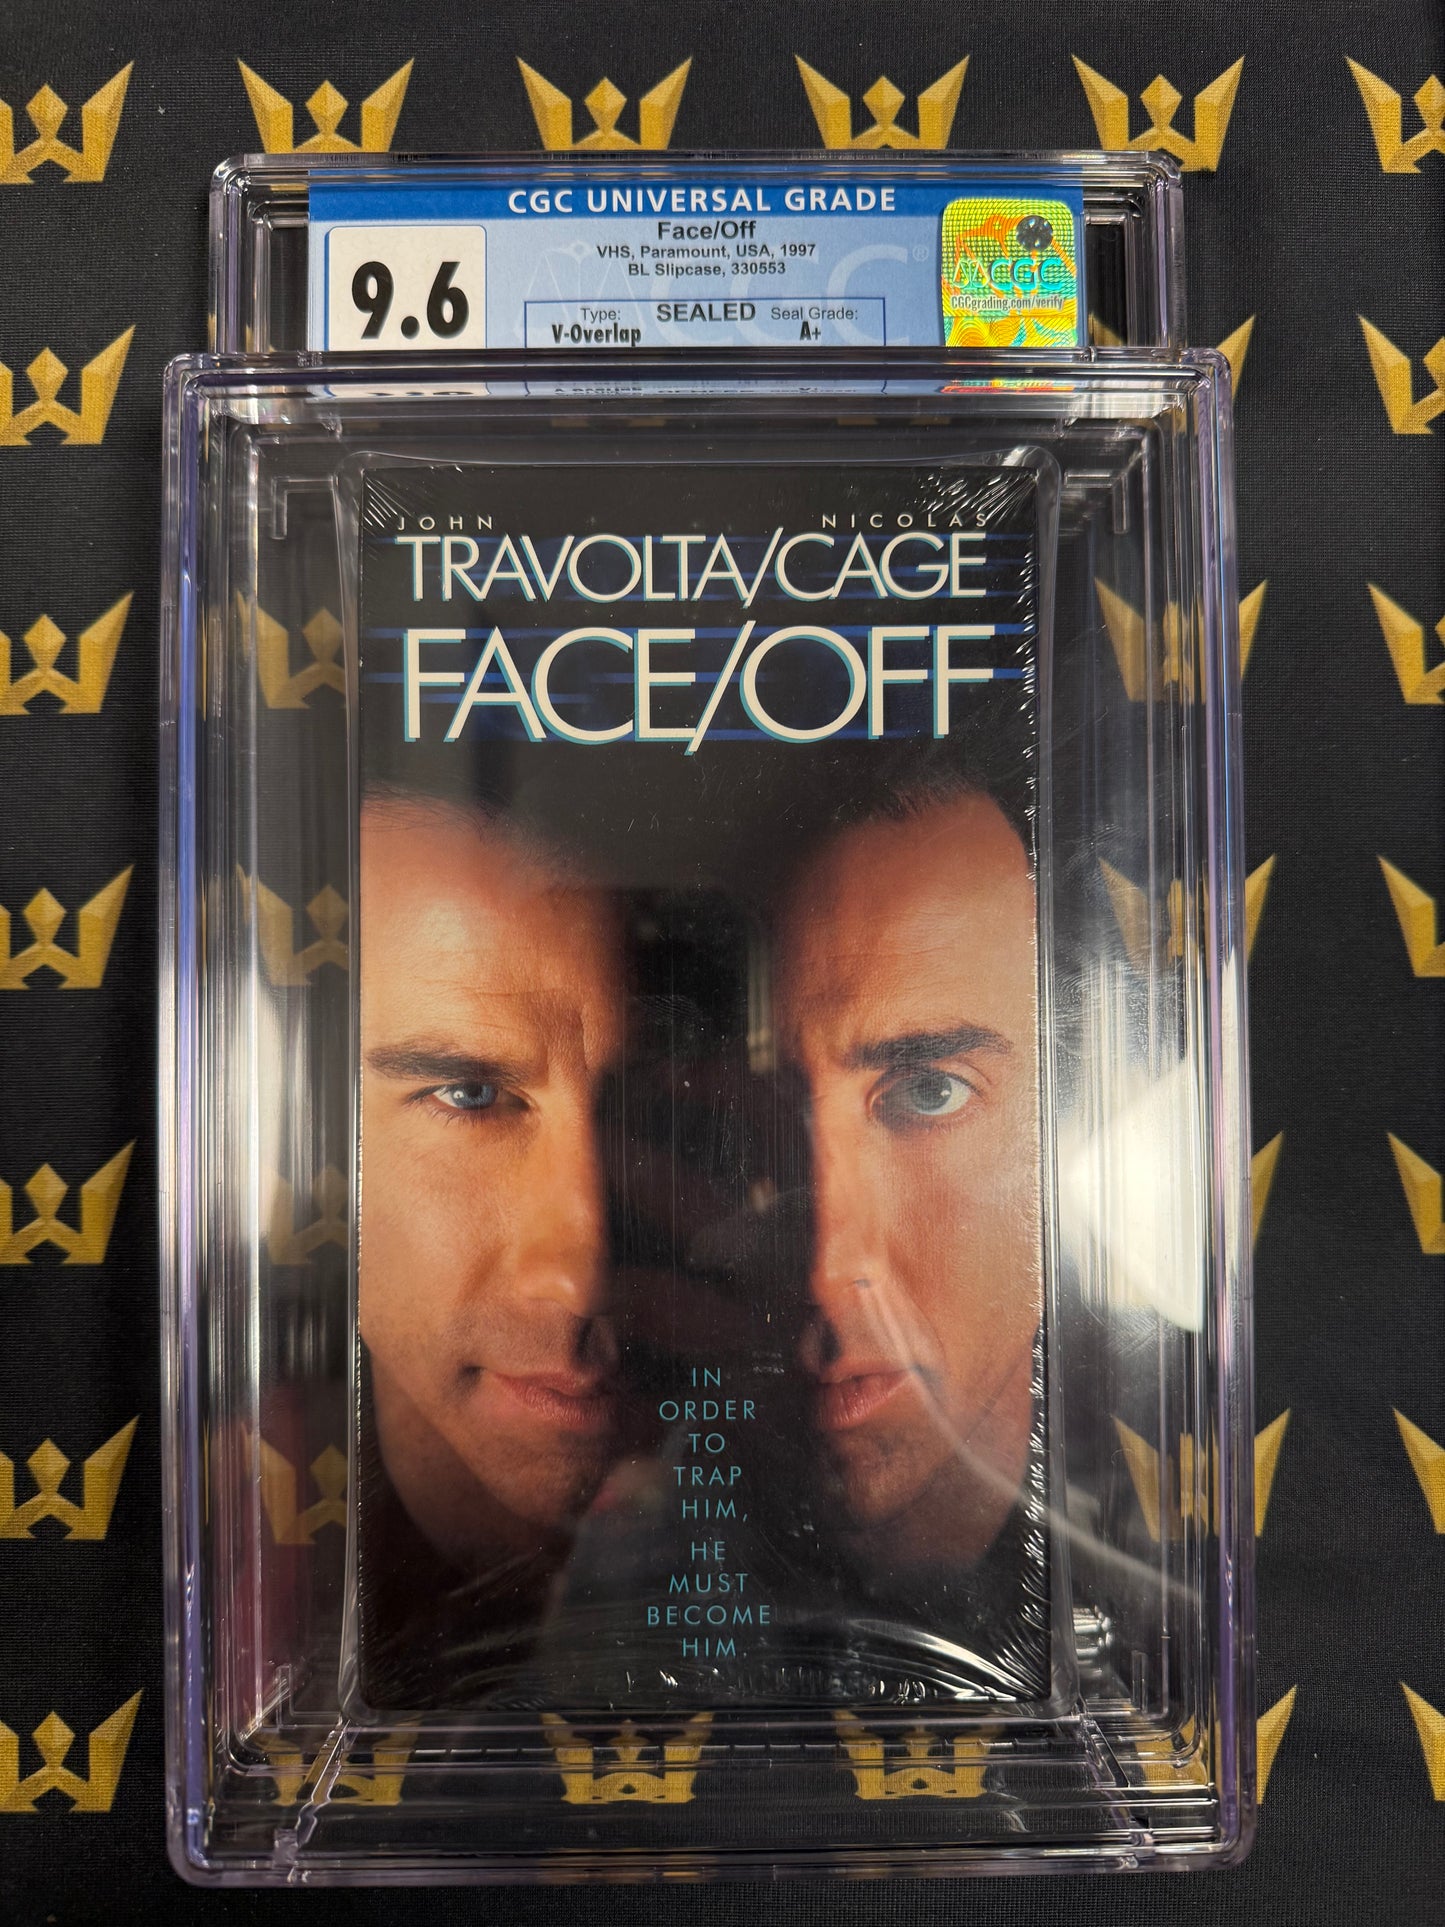 CGC UNIVERSAL GRADE
Face/Off
VHS, Paramount, USA, 1997
BL Slipcase, 330553
9.6
Type: SEALED Seal Grade:
V-Overlap A+
CGC
CGC
CGCgrading.com/verify
JOHN NICOLAS
TRAVOLTA/CAGE
FACE/OFF
IN
ORDER
TO
TRAP
HIM,
HE
MUST
BECOME
HIM.